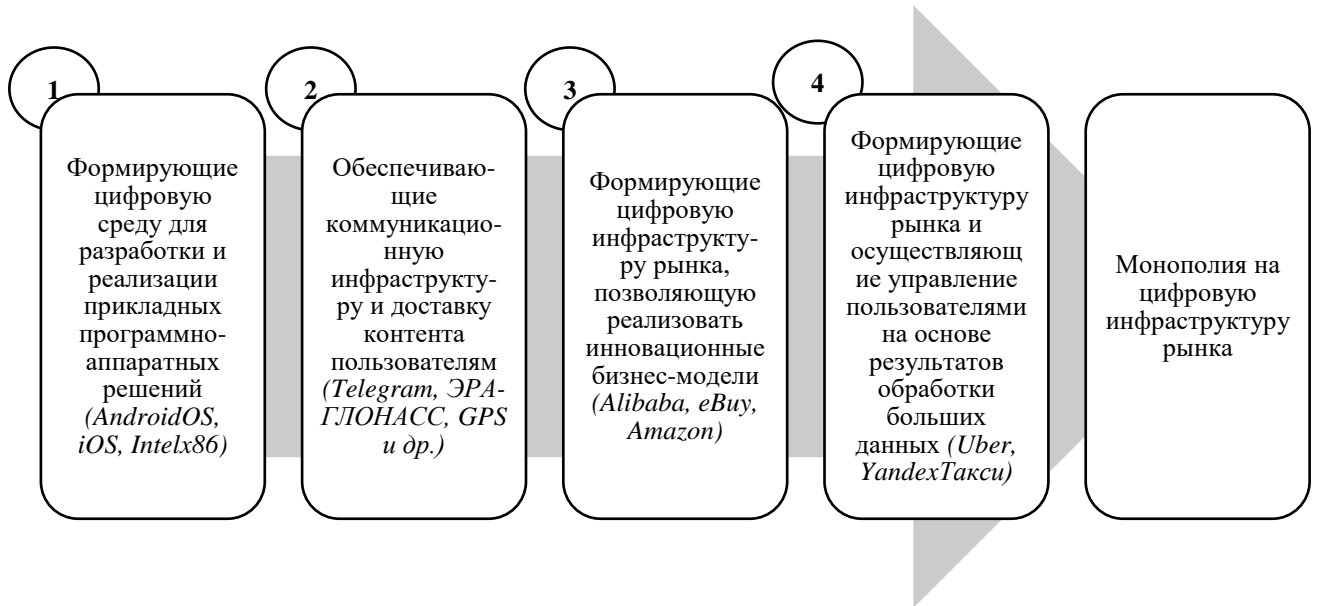 1
Формирующие
цифровую
среду для
разработки и
реализации
прикладных
программно-
аппаратных
решений
(AndroidOS,
iOS, Intelx86)
2
Обеспечиваю-
щие
коммуникацио-
нную
инфраструкту-
ру и доставку
контента
пользователям
(Telegram, ЭРА-
ГЛОНАСС, GPS
и др.)
3
Формирующие
цифровую
инфраструкту-
ру рынка,
позволяющую
реализовать
инновационные
бизнес-модели
(Alibaba, eBuy,
Amazon)
4
Формирующие
цифровую
инфраструктуру
рынка и
осуществляющ
ие управление
пользователями
на основе
результатов
обработки
больших
данных (Uber,
YandexТакси)
Монополия на
цифровую
инфраструктуру
рынка